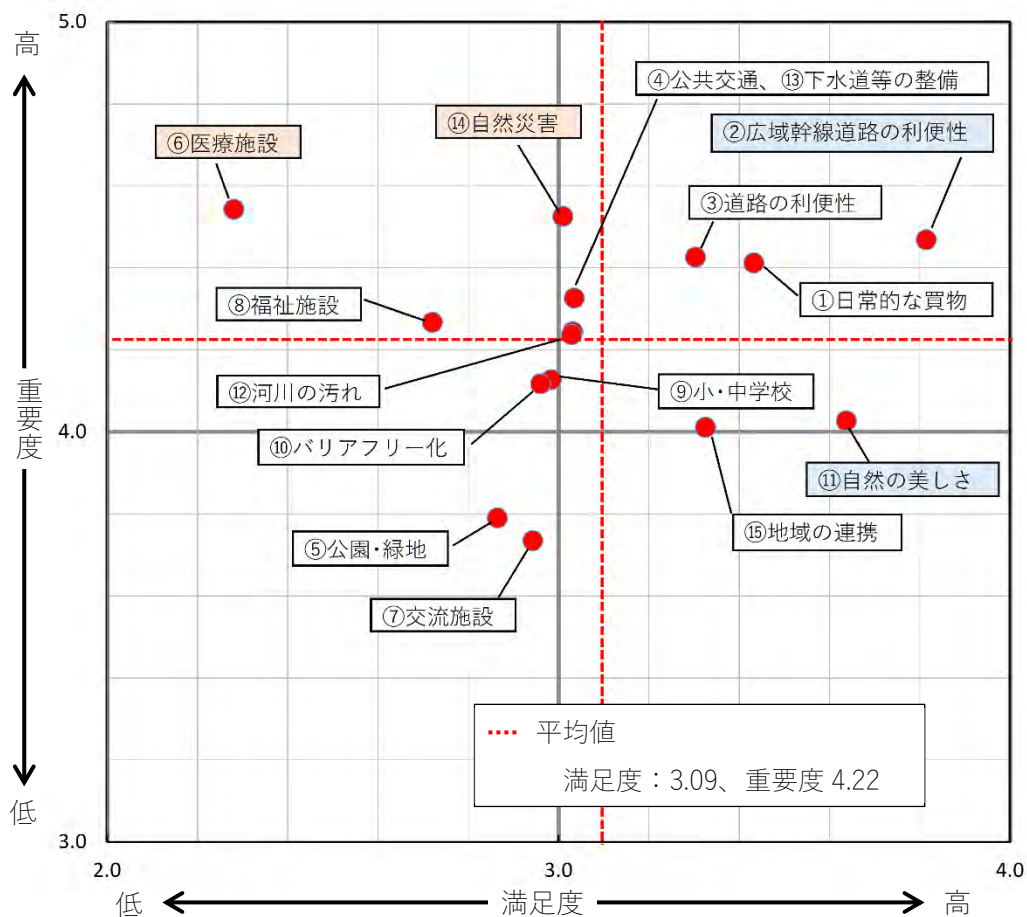 5.0
高
④公共交通、⑬下水道等の整備
⑭自然災害
②広域幹線道路の利便性
⑥医療施設
③道路の利便性
①日常的な買物
⑧福祉施設
重要度
⑫河川の汚れ
⑨小・中学校
4.0
⑩バリアフリー化
⑪自然の美しさ
⑤公園・緑地
⑮地域の連携
⑦交流施設
平均値
満足度：3.09、重要度 4.22
低
3.0
2.0
3.0
4.0
低
満足度
高